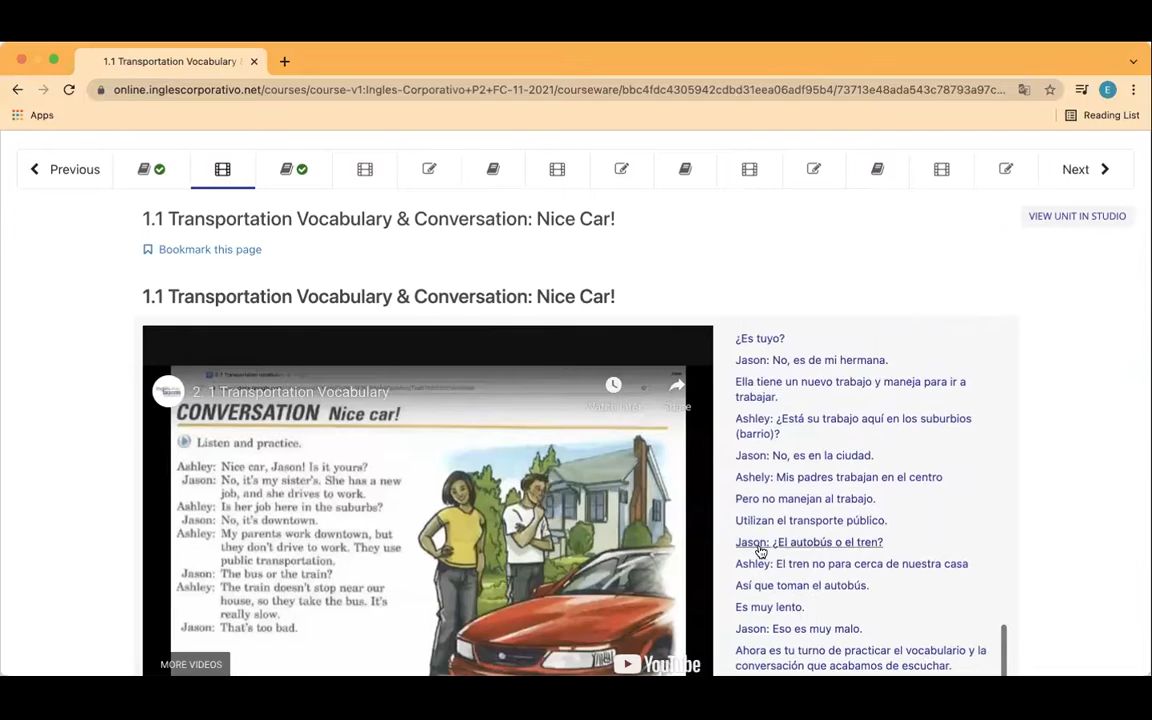 1.1 Transportation Vocabulary
online.inglescorporativo.net/courses/course-v1:Ingles-Corporativo+P2+FC-11-2021/courseware/bbc4fdc4305942cdbd31eea06adf95b4/73713e48ada543c78793a97c...
E
Apps
Reading List
Previous
Next
1.1 Transportation Vocabulary & Conversation: Nice Car!
VIEW UNIT IN STUDIO
Bookmark this page
1.1 Transportation Vocabulary & Conversation: Nice Car!
2. 1 Transportation Vocabulary
CONVERSATION Nice car!
Listen and practice.
Ashley: Nice car, Jason! Is it yours?
Jason: No, it's my sister's. She has a new
job, and she drives to work.
Ashley: Is her job here in the suburbs?
Jason: No, it's downtown.
Ashley: My parents work downtown, but
they don't drive to work. They use
public transportation.
Jason: The bus or the train?
Ashley: The train doesn't stop near our
house, so they take the bus. It's
really slow.
Jason: That's too bad.
MORE VIDEOS
YouTube
¿Es tuyo?
Jason: No, es de mi hermana.
Ella tiene un nuevo trabajo y maneja para ir a
trabajar.
Ashley: ¿Está su trabajo aquí en los suburbios
(barrio)?
Jason: No, es en la ciudad.
Ashely: Mis padres trabajan en el centro
Pero no manejan al trabajo.
Utilizan el transporte público.
Jason: ¿El autobús o el tren?
Ashley: El tren no para cerca de nuestra casa
Así que toman el autobús.
Es muy lento.
Jason: Eso es muy malo.
Ahora es tu turno de practicar el vocabulario y la
conversación que acabamos de escuchar.